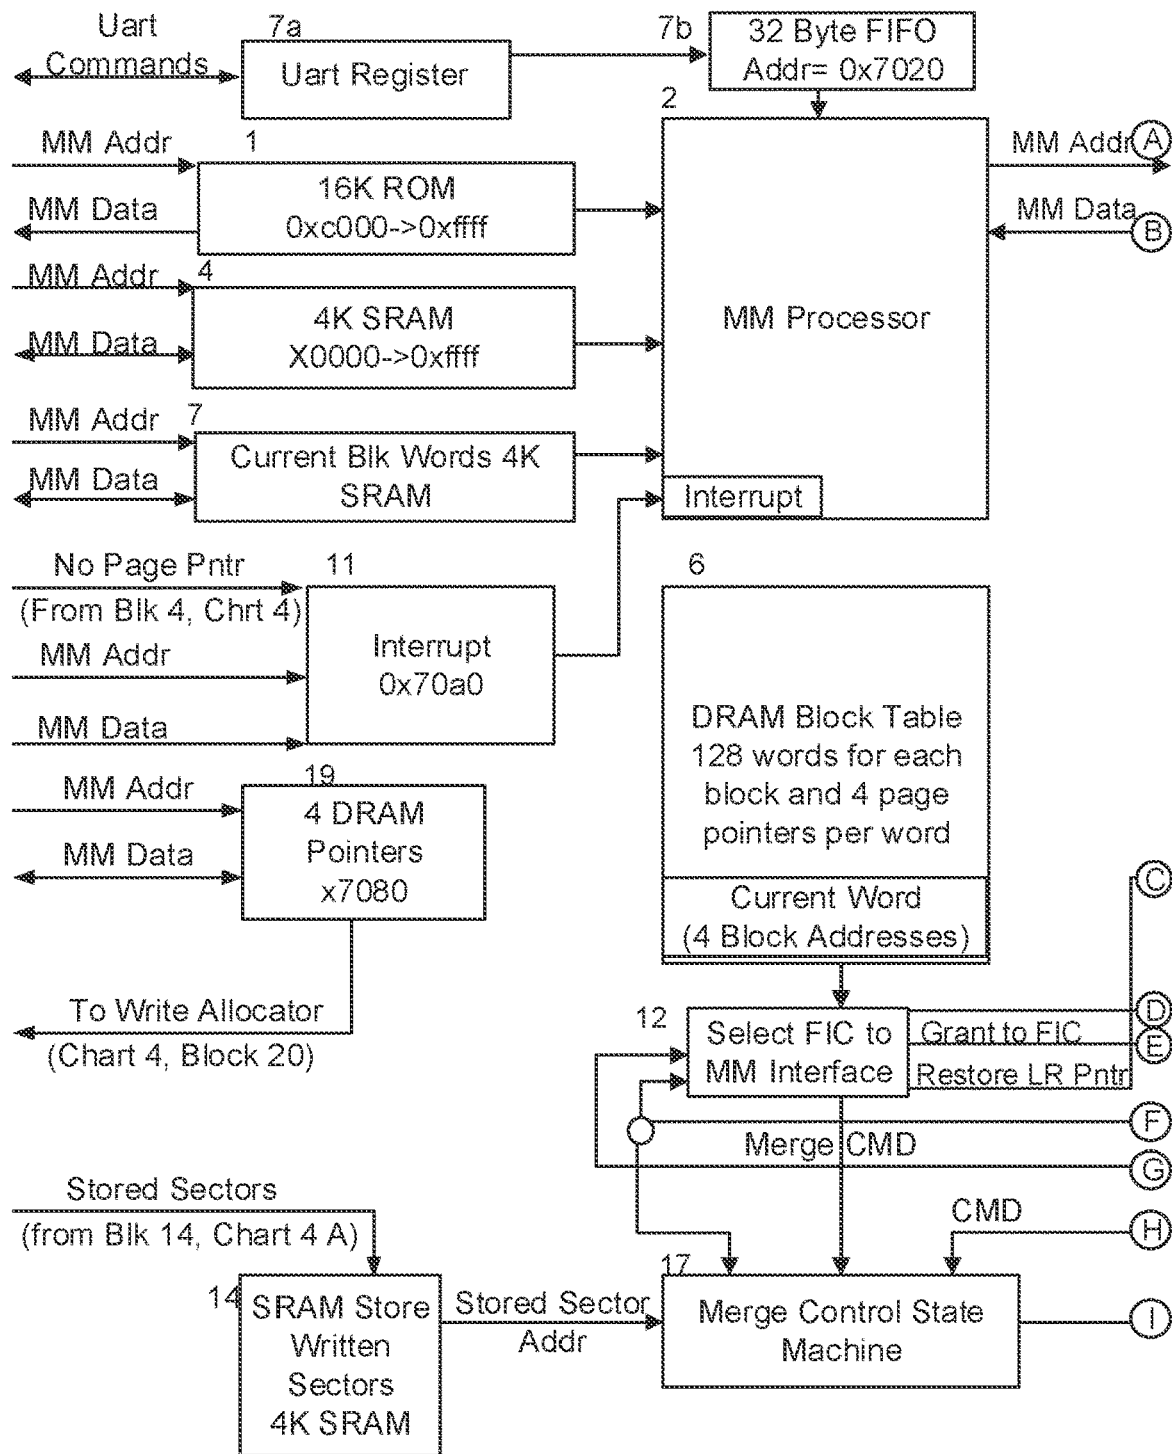 Uart
Commands
7a
Uart Register
7b
32 Byte FIFO
Addr= 0x7020
MM Addr
MM Data
1
16K ROM
0xc000->0xffff
2
MM Processor
Interrupt
MM Addr
A
MM Data
B
MM Addr
MM Data
4
4K SRAM
X0000->0xffff
MM Addr
MM Data
7
Current Blk Words 4K
SRAM
No Page Pntr
(From Blk 4, Chrt 4)
MM Addr
MM Data
11
Interrupt
0x70a0
6
DRAM Block Table
128 words for each
block and 4 page
pointers per word
Current Word
(4 Block Addresses)
MM Addr
MM Data
19
4 DRAM
Pointers
x7080
To Write Allocator
(Chart 4, Block 20)
12
Select FIC to
MM Interface
Grant to FIC
Restore LR Pntr
C
D
E
F
Merge CMD
G
CMD
H
Stored Sectors
(from Blk 14, Chart 4 A)
14
SRAM Store
Written
Sectors
4K SRAM
Stored Sector
Addr
17
Merge Control State
Machine
I